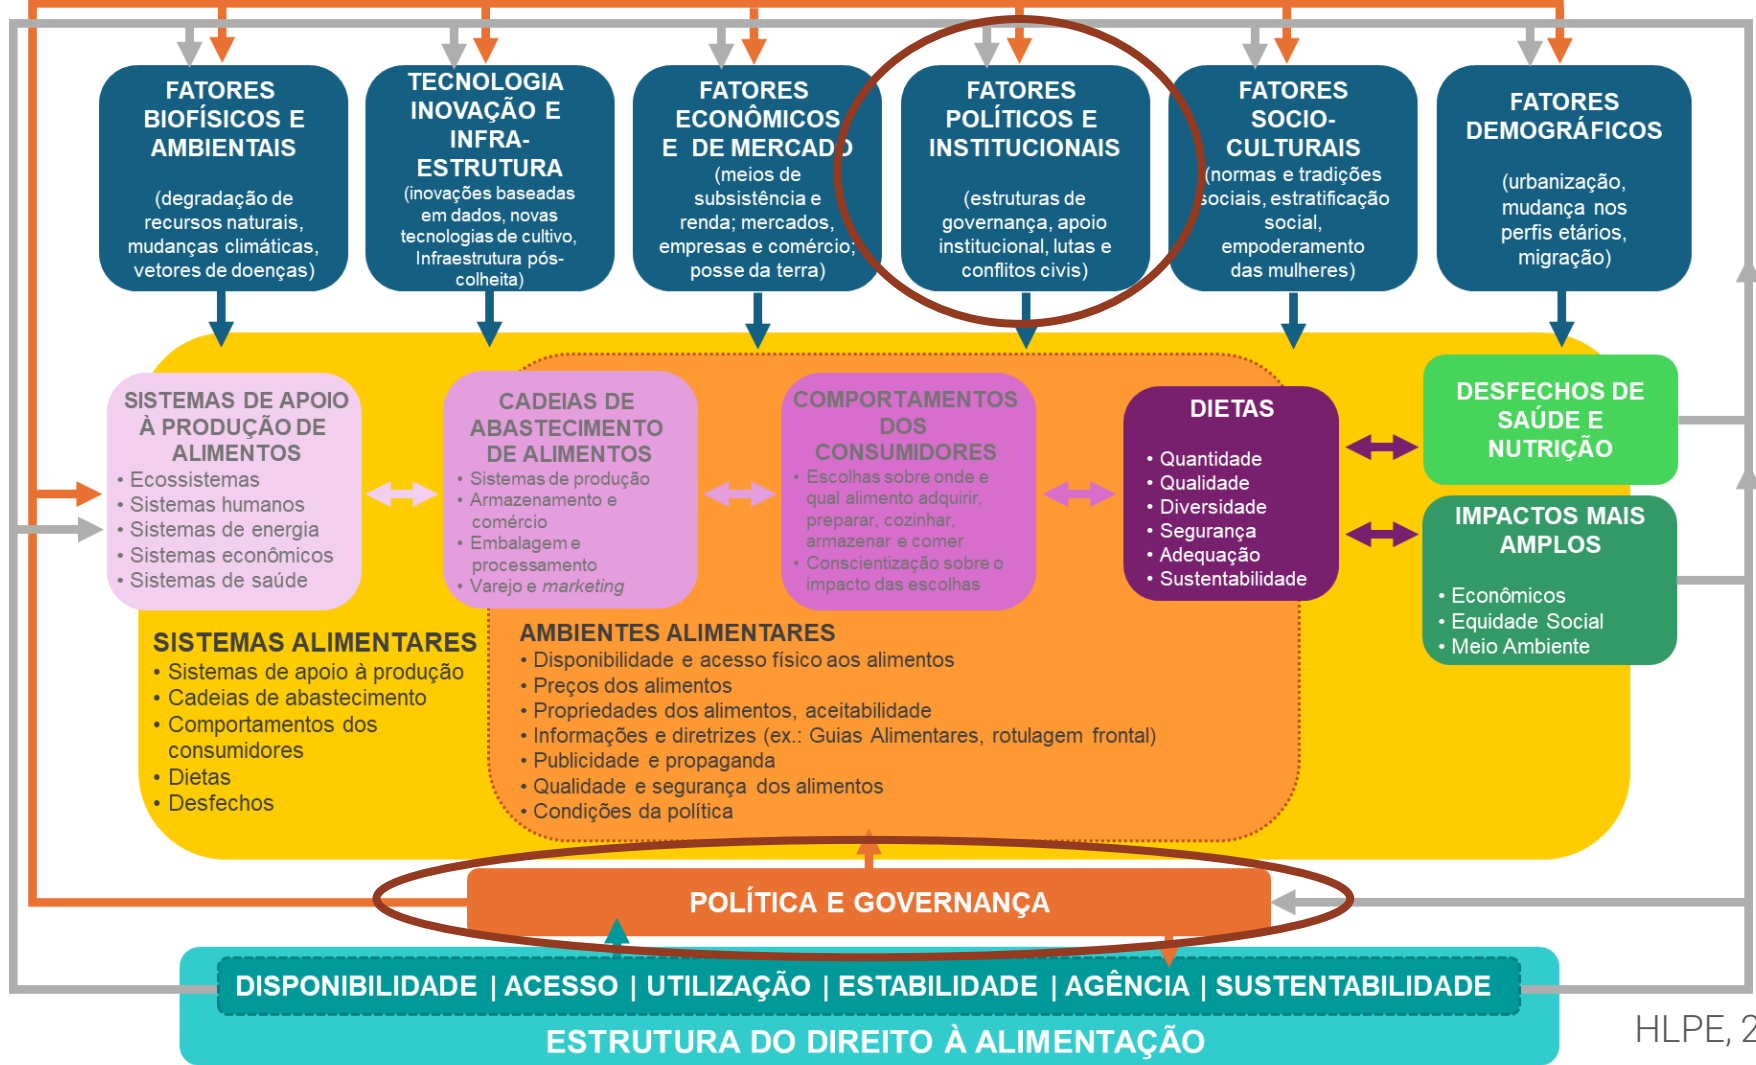 FATORES
BIOFÍSICOS E
AMBIENTAIS
(degradação de
recursos naturais,
mudanças climáticas,
vetores de doenças)
TECNOLOGIA
INOVAÇÃO E
INFRA-
ESTRUTURA
(inovações baseadas
em dados, novas
tecnologias de cultivo,
Infraestrutura pós-
colheita)
FATORES
ECONÔMICOS
E DE MERCADO
(meios de
subsistência e
renda; mercados,
empresas e comércio;
posse da terra)
FATORES
POLÍTICOS E
INSTITUCIONAIS
(estruturas de
governança, apoio
institucional, lutas e
conflitos civis)
FATORES
SOCIO-
CULTURAIS
(normas e tradições
sociais, estratificação
social,
empoderamento
das mulheres)
FATORES
DEMOGRÁFICOS
(urbanização,
mudança nos
perfis etários,
migração)
SISTEMAS DE APOIO
À PRODUÇÃO DE
ALIMENTOS
• Ecossistemas
• Sistemas humanos
• Sistemas de energia
• Sistemas econômicos
• Sistemas de saúde
CADEIAS DE
ABASTECIMENTO
DE ALIMENTOS
• Sistemas de produção
• Armazenamento e
comércio
• Embalagem e
processamento
• Varejo e marketing
COMPORTAMENTOS
DOS
CONSUMIDORES
• Escolhas sobre onde e
qual alimento adquirir,
preparar, cozinhar,
armazenar e comer
• Conscientização sobre o
impacto das escolhas
DIETAS
• Quantidade
• Qualidade
• Diversidade
• Segurança
• Adequação
• Sustentabilidade
DESFECHOS DE
SAÚDE E
NUTRIÇÃO
IMPACTOS MAIS
AMPLOS
• Econômicos
• Equidade Social
• Meio Ambiente
SISTEMAS ALIMENTARES
• Sistemas de apoio à produção
• Cadeias de abastecimento
• Comportamentos dos
consumidores
• Dietas
• Desfechos
AMBIENTES ALIMENTARES
• Disponibilidade e acesso físico aos alimentos
• Preços dos alimentos
• Propriedades dos alimentos, aceitabilidade
• Informações e diretrizes (ex.: Guias Alimentares, rotulagem frontal)
• Publicidade e propaganda
• Qualidade e segurança dos alimentos
• Condições da política
POLÍTICA E GOVERNANÇA
DISPONIBILIDADE | ACESSO | UTILIZAÇÃO | ESTABILIDADE | AGÊNCIA | SUSTENTABILIDADE
ESTRUTURA DO DIREITO À ALIMENTAÇÃO
HLPE, 2